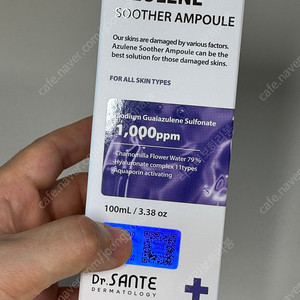 AZULENE
SOOTHER AMPOULE
Our skins are damaged by various factors.
Azulene Soother Ampoule can be the
best solution for those damaged skins.
FOR ALL SKIN TYPES
Sodium Guaiazulene Sulfonate
1,000ppm
Chamomilla Flower Water 79%
Hyaluronate complex 11types
Aquaporin activating
100mL / 3.38 oz
Dr.SANTE
DERMATOLOGY